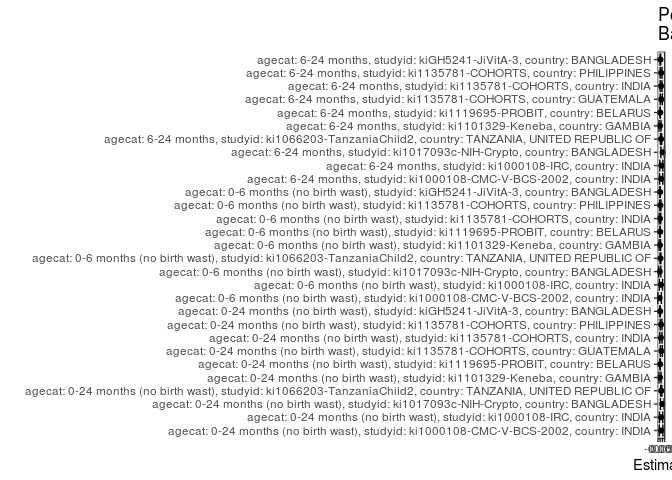 agecat: 6-24 months, studyid: kiGH5241-JiVitA-3, country: BANGLADESH
agecat: 6-24 months, studyid: ki1135781-COHORTS, country: PHILIPPINES
agecat: 6-24 months, studyid: ki1135781-COHORTS, country: INDIA
agecat: 6-24 months, studyid: ki1135781-COHORTS, country: GUATEMALA
agecat: 6-24 months, studyid: ki1119695-PROBIT, country: BELARUS
agecat: 6-24 months, studyid: ki1101329-Keneba, country: GAMBIA
agecat: 6-24 months, studyid: ki1066203-TanzaniaChild2, country: TANZANIA, UNITED REPUBLIC OF
agecat: 6-24 months, studyid: ki1017093c-NIH-Crypto, country: BANGLADESH
agecat: 6-24 months, studyid: ki1000108-IRC, country: INDIA
agecat: 6-24 months, studyid: ki1000108-CMC-V-BCS-2002, country: INDIA
agecat: 0-6 months (no birth wast), studyid: kiGH5241-JiVitA-3, country: BANGLADESH
agecat: 0-6 months (no birth wast), studyid: ki1135781-COHORTS, country: PHILIPPINES
agecat: 0-6 months (no birth wast), studyid: ki1135781-COHORTS, country: INDIA
agecat: 0-6 months (no birth wast), studyid: ki1119695-PROBIT, country: BELARUS
agecat: 0-6 months (no birth wast), studyid: ki1101329-Keneba, country: GAMBIA
agecat: 0-6 months (no birth wast), studyid: ki1066203-TanzaniaChild2, country: TANZANIA, UNITED REPUBLIC OF
agecat: 0-6 months (no birth wast), studyid: ki1017093c-NIH-Crypto, country: BANGLADESH
agecat: 0-6 months (no birth wast), studyid: ki1000108-IRC, country: INDIA
agecat: 0-6 months (no birth wast), studyid: ki1000108-CMC-V-BCS-2002, country: INDIA
agecat: 0-24 months (no birth wast), studyid: kiGH5241-JiVitA-3, country: BANGLADESH
agecat: 0-24 months (no birth wast), studyid: ki1135781-COHORTS, country: PHILIPPINES
agecat: 0-24 months (no birth wast), studyid: ki1135781-COHORTS, country: INDIA
agecat: 0-24 months (no birth wast), studyid: ki1135781-COHORTS, country: GUATEMALA
agecat: 0-24 months (no birth wast), studyid: ki1119695-PROBIT, country: BELARUS
agecat: 0-24 months (no birth wast), studyid: ki1101329-Keneba, country: GAMBIA
agecat: 0-24 months (no birth wast), studyid: ki1066203-TanzaniaChild2, country: TANZANIA, UNITED REPUBLIC OF
agecat: 0-24 months (no birth wast), studyid: ki1017093c-NIH-Crypto, country: BANGLADESH
agecat: 0-24 months (no birth wast), studyid: ki1000108-IRC, country: INDIA
agecat: 0-24 months (no birth wast), studyid: ki1000108-CMC-V-BCS-2002, country: INDIA
Estima